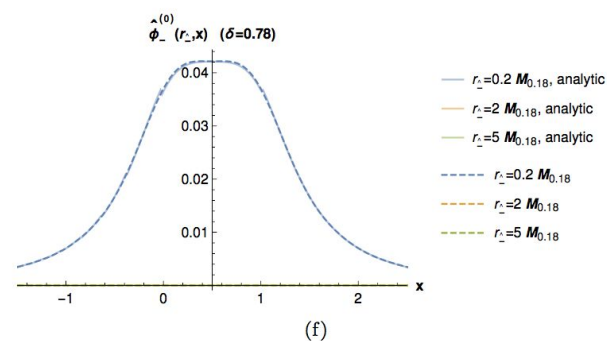 ϕ̂₋⁽⁰⁾ (r₋̂,x) (δ=0.78)
0.04
0.03
0.02
0.01
-1 0 1 2 x
r₋̂=0.2 M₀.₁₈, analytic
r₋̂=2 M₀.₁₈, analytic
r₋̂=5 M₀.₁₈, analytic
r₋̂=0.2 M₀.₁₈
r₋̂=2 M₀.₁₈
r₋̂=5 M₀.₁₈
(f)